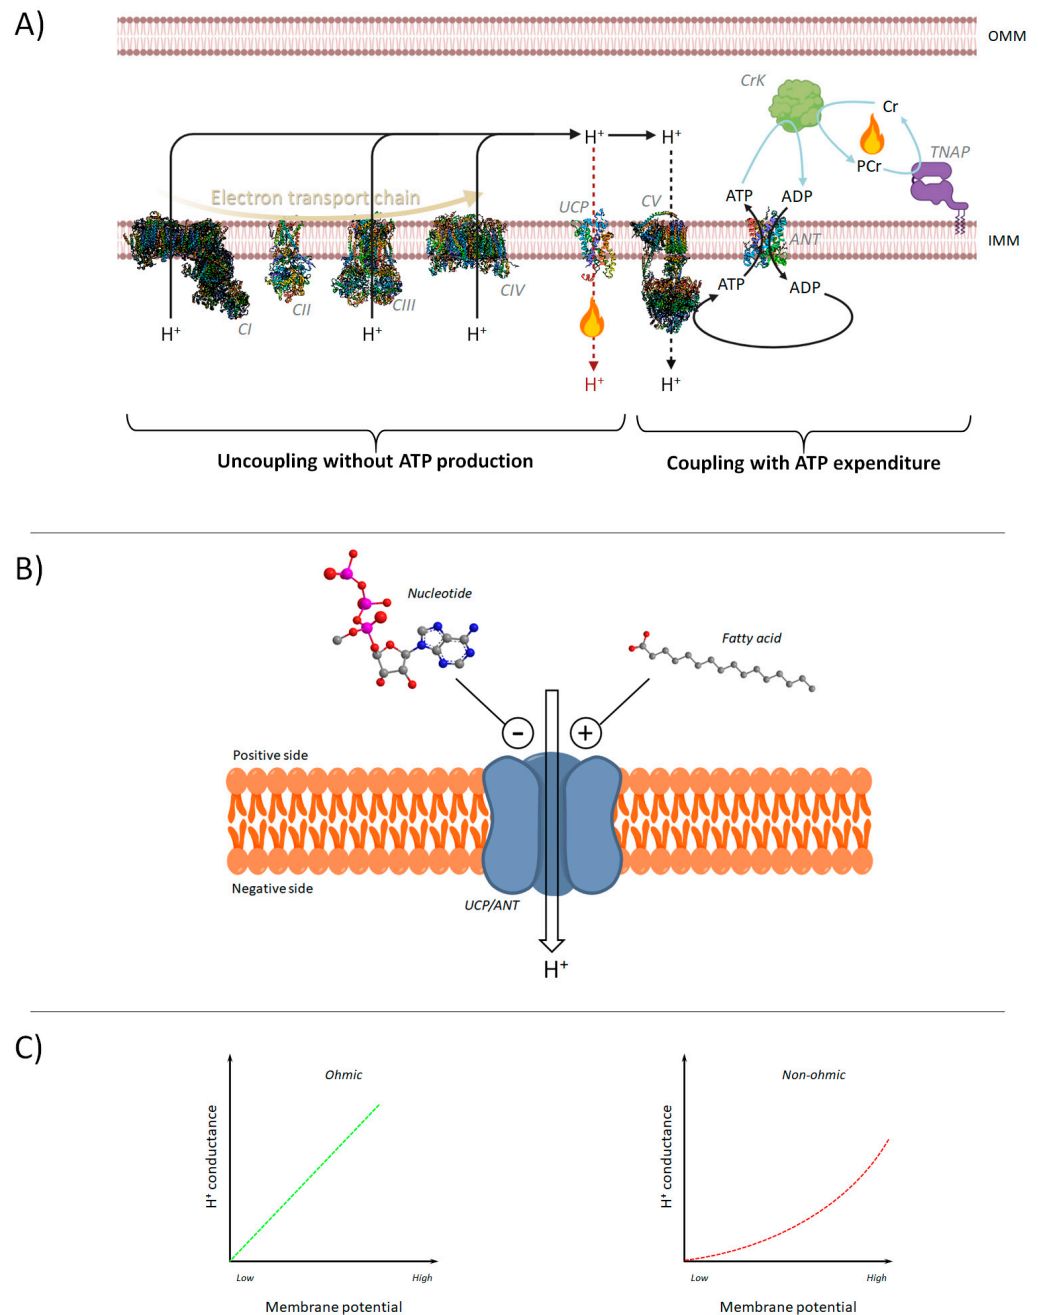 A)
OMM
CrK
Cr
H⁺
H⁺
PCr
TNAP
Electron transport chain
UCP
CV
ATP
ADP
ANT
IMM
CI
CII
CIII
CIV
ATP
ADP
H⁺
H⁺
H⁺
H⁺
H⁺
Uncoupling without ATP production
Coupling with ATP expenditure
B)
Nucleotide
Fatty acid
-
+
Positive side
Negative side
UCP/ANT
H⁺
C)
Ohmic
H⁺ conductance
Low
High
Membrane potential
Non-ohmic
H⁺ conductance
Low
High
Membrane potential